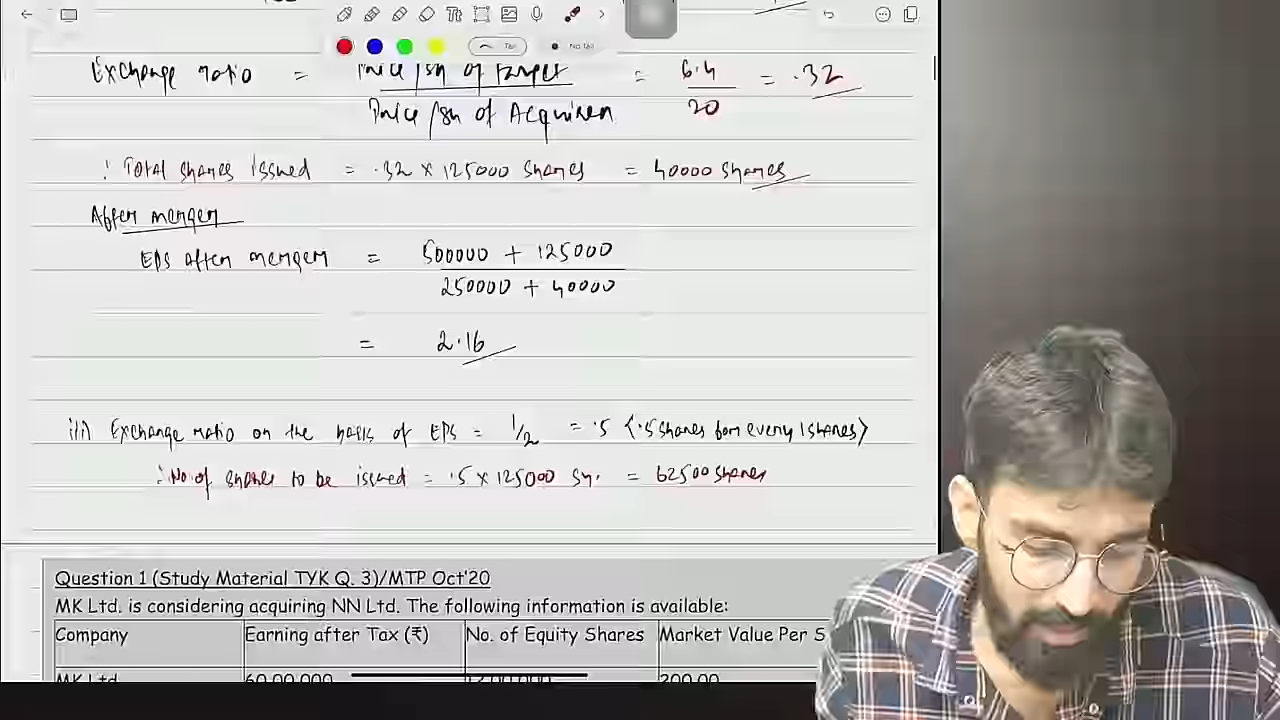 Exchange ratio = Price/sh of target / Price/sh of Acquirer = 6.4 / 20 = .32
∴ Total shares issued = .32 × 125000 shares = 40000 shares
After merger
EPS after merger = 500000 + 125000 / 250000 + 40000
= 2.16
iii) Exchange ratio on the basis of EPS = 1/2 = .5 {.5 shares for every 1 shares}
∴ No. of shares to be issued = .5 × 125000 sh. = 62500 shares
Question 1 (Study Material TYK Q. 3)/MTP Oct'20
MK Ltd. is considering acquiring NN Ltd. The following information is available:
Company Earning after Tax (₹) No. of Equity Shares Market Value Per S
MK Ltd. 60,00,000 12,00,000 200.00